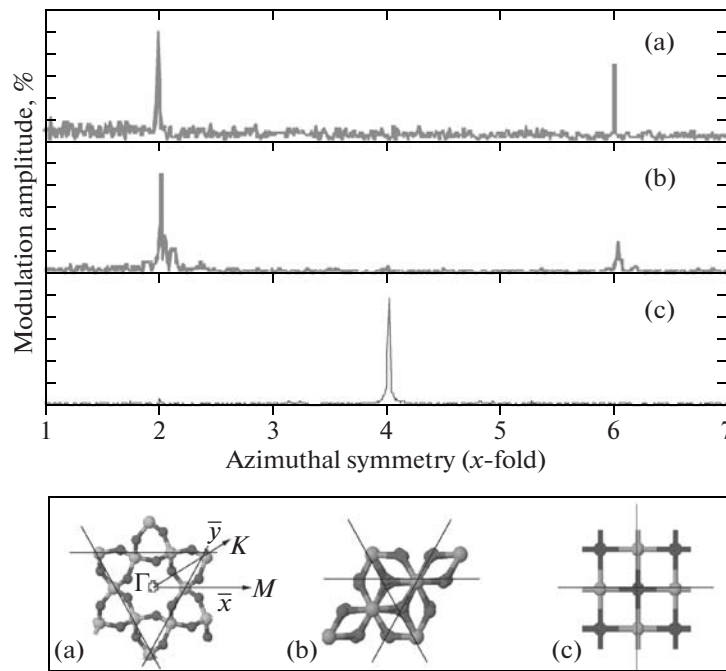 (a)
(b)
(c)
Modulation amplitude, %
1 2 3 4 5 6 7
Azimuthal symmetry (x-fold)
y̅ K
Γ x̅ M
(a) (b) (c)